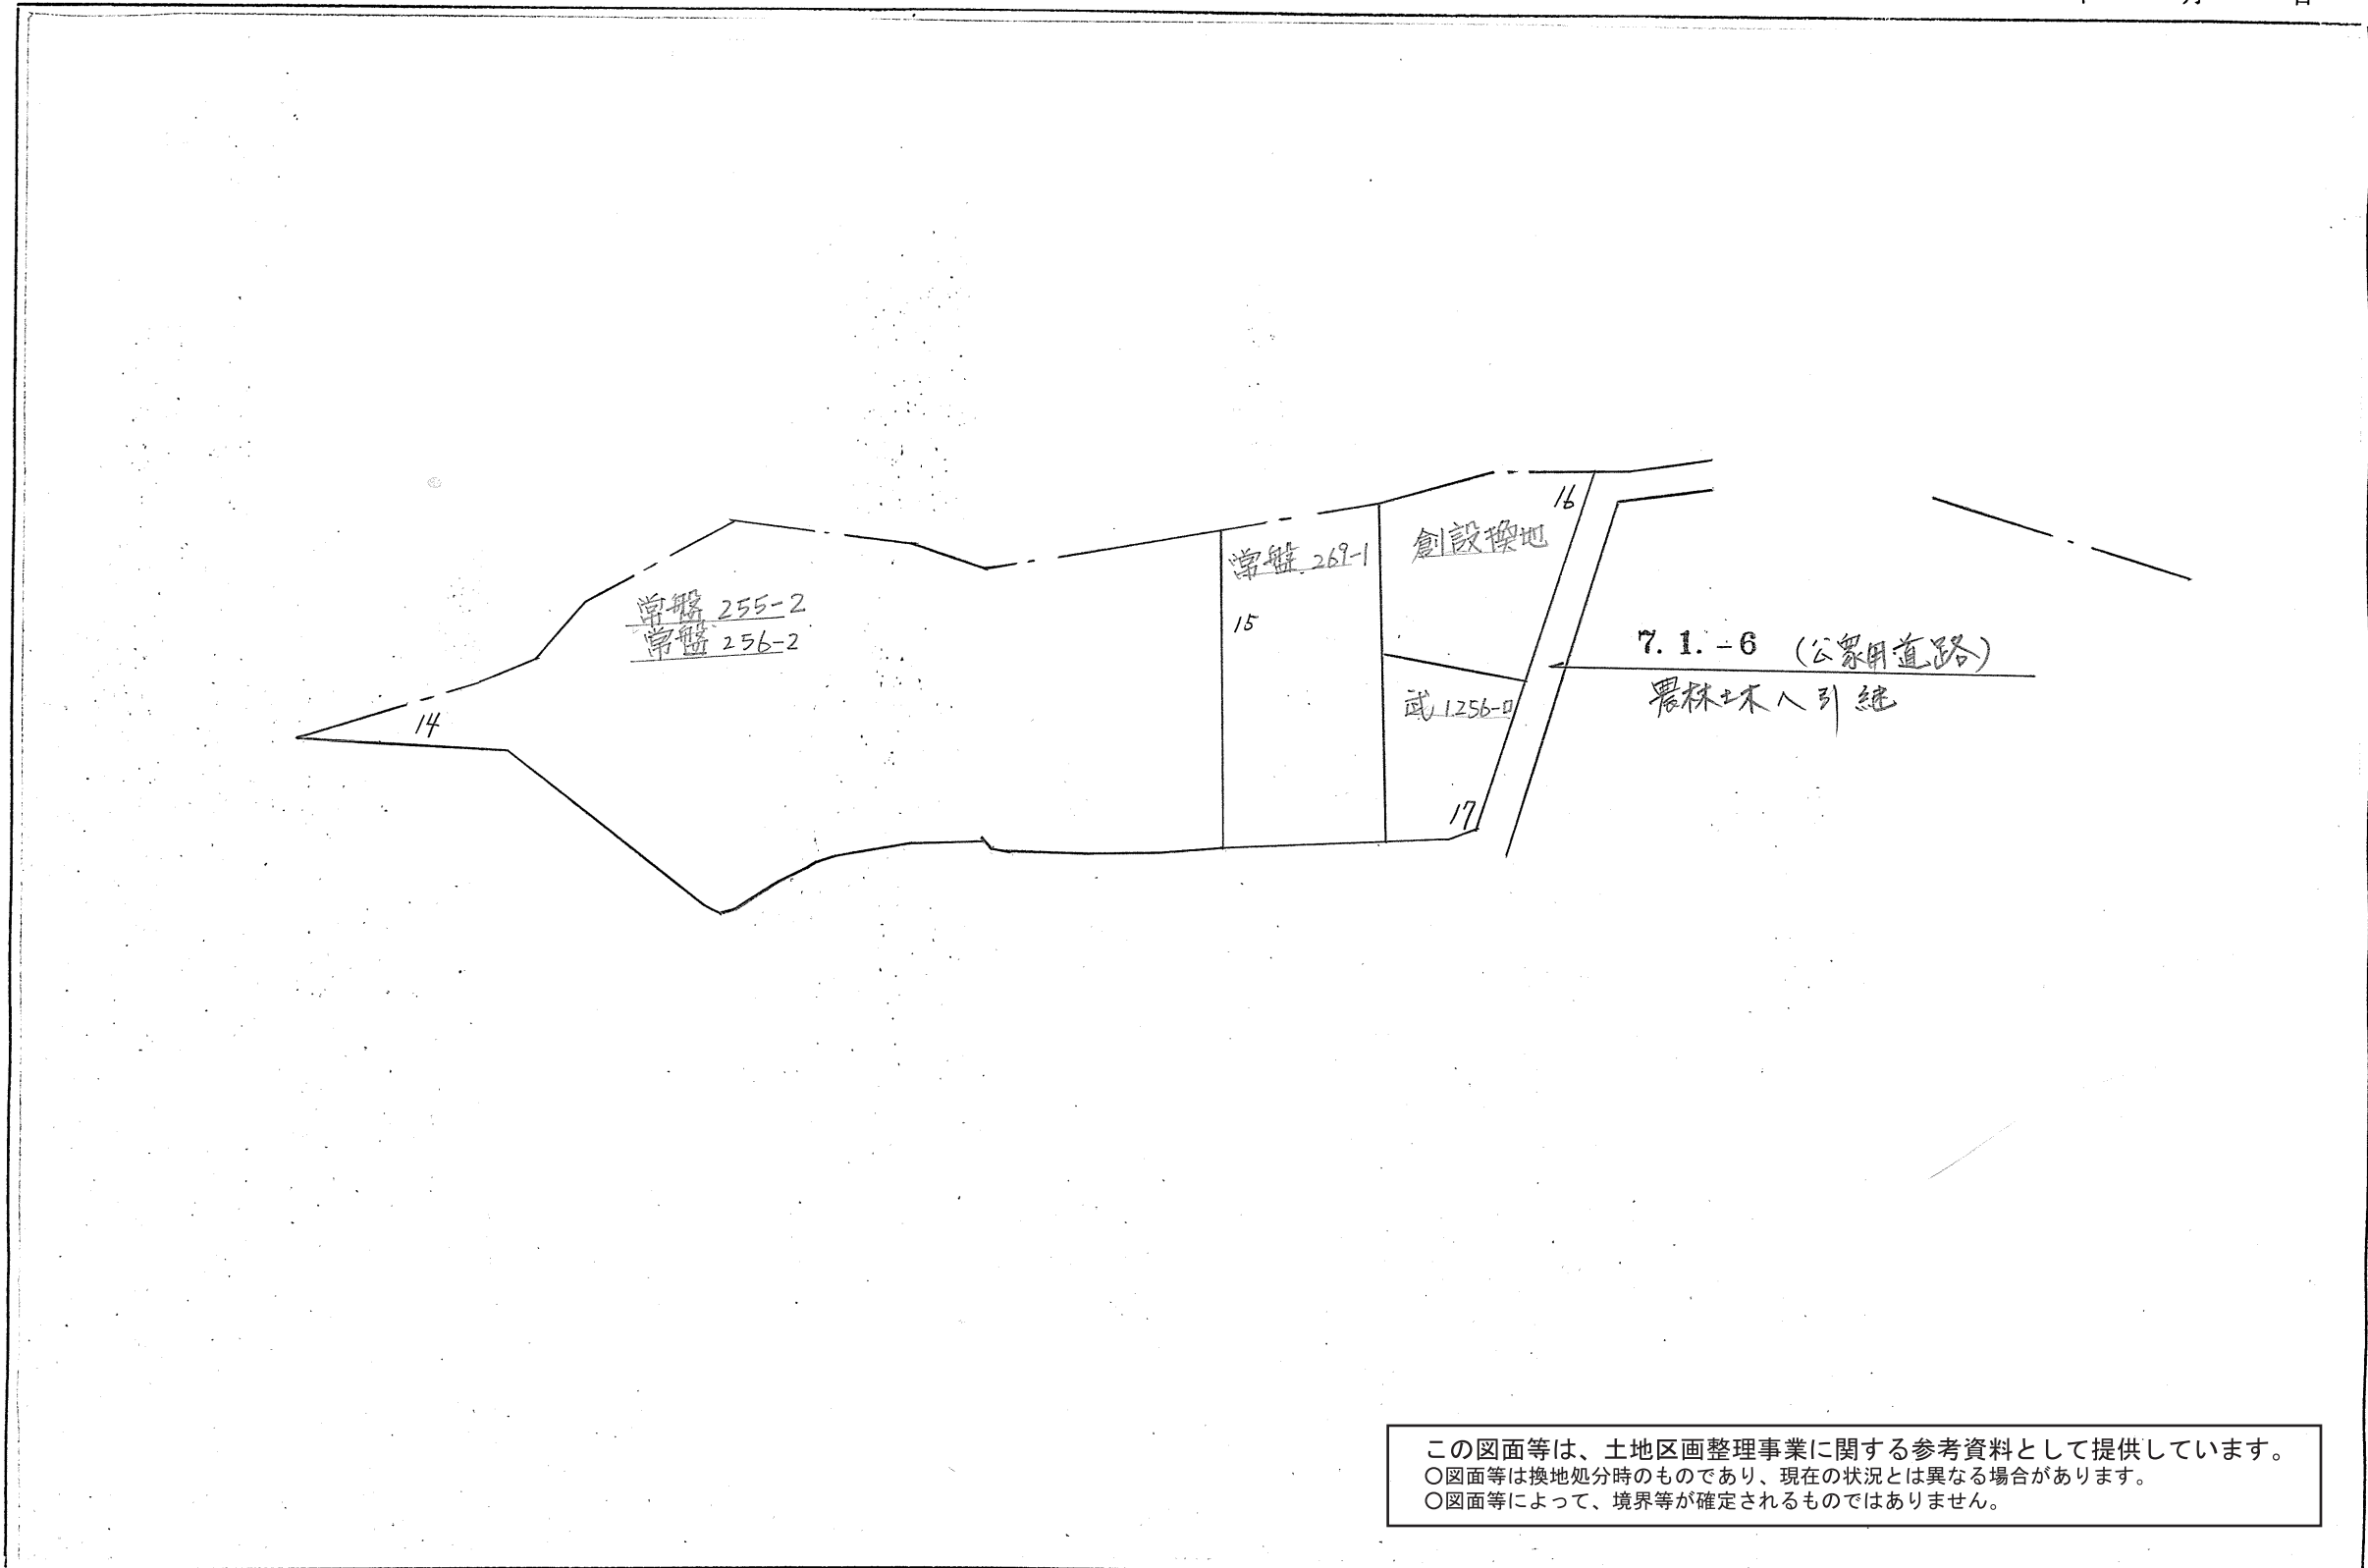 月 日
16
創設換地
常盤 269-1
常盤 255-2
常盤 256-2
15
7. 1. - 6 (公衆用道路)
農林土木へ引継
武 1256-ロ
14
17
この図面等は、土地区画整理事業に関する参考資料として提供しています。
○図面等は換地処分時のものであり、現在の状況とは異なる場合があります。
○図面等によって、境界等が確定されるものではありません。